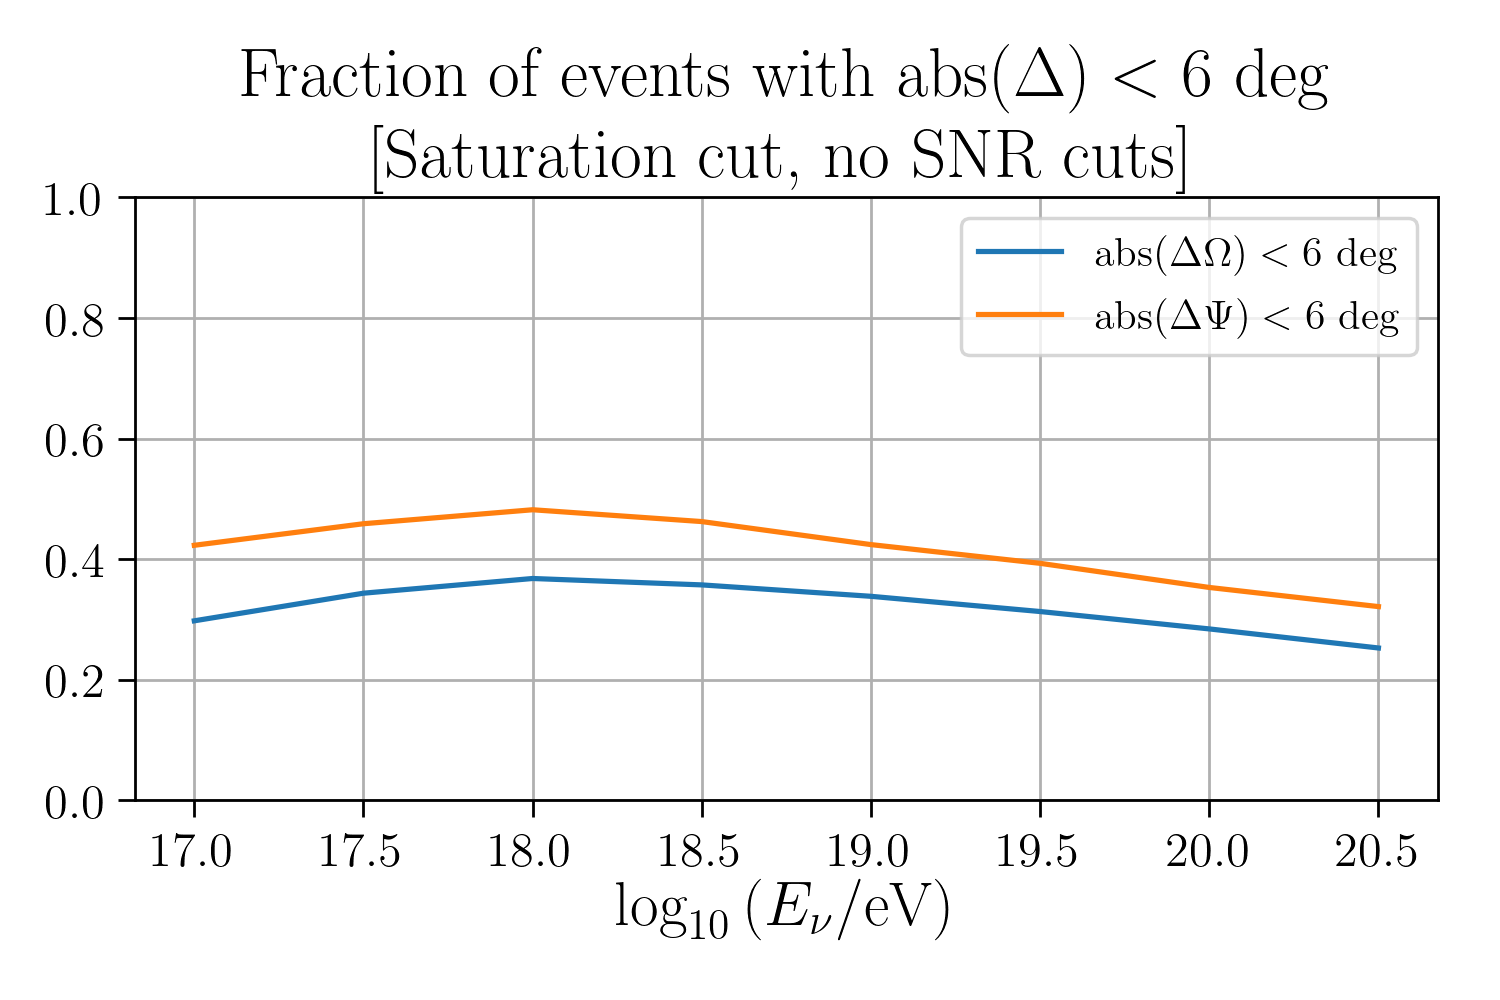 Fraction of events with abs(Δ) < 6 deg
[Saturation cut, no SNR cuts]
abs(ΔΩ) < 6 deg
abs(ΔΨ) < 6 deg
1.0
0.8
0.6
0.4
0.2
0.0
17.0 17.5 18.0 18.5 19.0 19.5 20.0 20.5
log₁₀ (Eᵥ/eV)